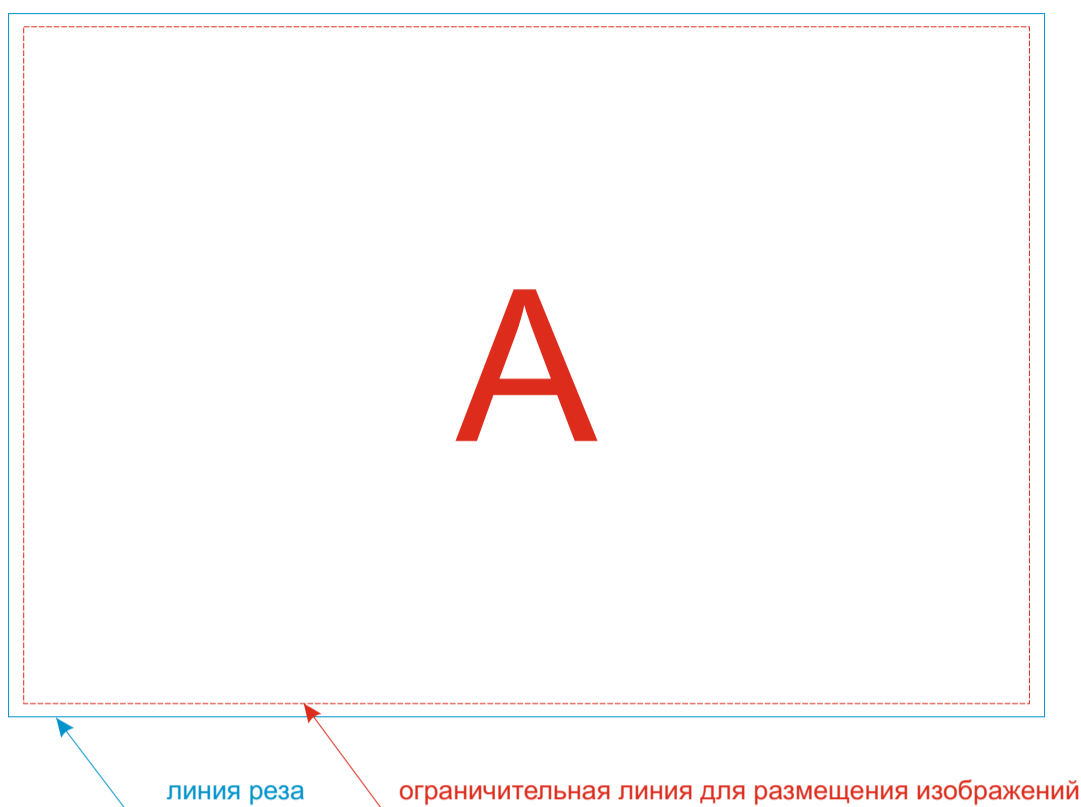 А
линия реза
ограничительная линия для размещения изображений